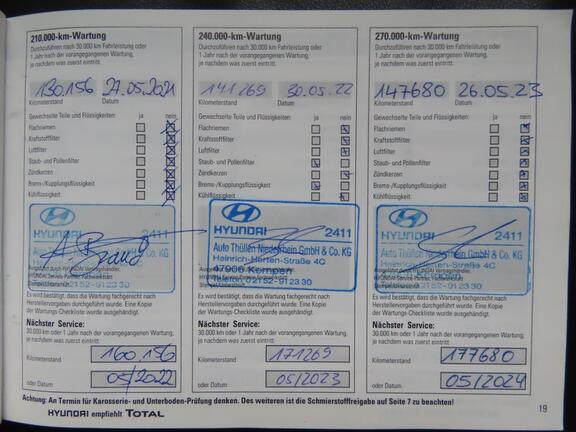 210.000-km-Wartung
Durchzuführen nach 30.000 km Fahrleistung oder
1 Jahr nach der vorangegangenen Wartung,
je nachdem was zuerst eintritt.
130.156 27.05.2021
Kilometerstand Datum
Gewechselte Teile und Flüssigkeiten: ja nein
Flachriemen
Kraftstofffilter
Luftfilter
Staub- und Pollenfilter
Zündkerzen
Brems-/Kupplungsflüssigkeit
Kühlflüssigkeit
HYUNDAI 2411
Auto Thüllen Niederrhein GmbH & Co. KG
02152-91230
Es wird bestätigt, dass die Wartung fachgerecht nach
Herstellervorgaben durchgeführt wurde. Eine Kopie
der Wartungs-Checkliste wurde ausgehändigt.
Nächster Service:
30.000 km oder 1 Jahr nach der vorangegangenen Wartung,
je nachdem was zuerst eintritt.
Kilometerstand 160.156
oder Datum 05/2022
240.000-km-Wartung
Durchzuführen nach 30.000 km Fahrleistung oder
1 Jahr nach der vorangegangenen Wartung,
je nachdem was zuerst eintritt.
141269 30.05.22
Kilometerstand Datum
Gewechselte Teile und Flüssigkeiten: ja nein
Flachriemen
Kraftstofffilter
Luftfilter
Staub- und Pollenfilter
Zündkerzen
Brems-/Kupplungsflüssigkeit
Kühlflüssigkeit
HYUNDAI 2411
Auto Thüllen Niederrhein GmbH & Co. KG
Heinrich-Horten-Straße 4C
47906 Kempen
Telefon 02152-91 23 30
Es wird bestätigt, dass die Wartung fachgerecht nach
Herstellervorgaben durchgeführt wurde. Eine Kopie
der Wartungs-Checkliste wurde ausgehändigt.
Nächster Service:
30.000 km oder 1 Jahr nach der vorangegangenen Wartung,
je nachdem was zuerst eintritt.
Kilometerstand 171269
oder Datum 05/2023
270.000-km-Wartung
Durchzuführen nach 30.000 km Fahrleistung oder
1 Jahr nach der vorangegangenen Wartung,
je nachdem was zuerst eintritt.
147680 26.05.23
Kilometerstand Datum
Gewechselte Teile und Flüssigkeiten: ja nein
Flachriemen
Kraftstofffilter
Luftfilter
Staub- und Pollenfilter
Zündkerzen
Brems-/Kupplungsflüssigkeit
Kühlflüssigkeit
HYUNDAI 2411
Auto Thüllen Niederrhein GmbH & Co. KG
Es wird bestätigt, dass die Wartung fachgerecht nach
Herstellervorgaben durchgeführt wurde. Eine Kopie
der Wartungs-Checkliste wurde ausgehändigt.
Nächster Service:
30.000 km oder 1 Jahr nach der vorangegangenen Wartung,
je nachdem was zuerst eintritt.
Kilometerstand 177680
oder Datum 05/2024
Achtung: An Termin für Karosserie- und Unterboden-Prüfung denken. Des weiteren ist die Schmierstofffreigabe auf Seite 7 zu beachten!
HYUNDAI empfiehlt TOTAL
19